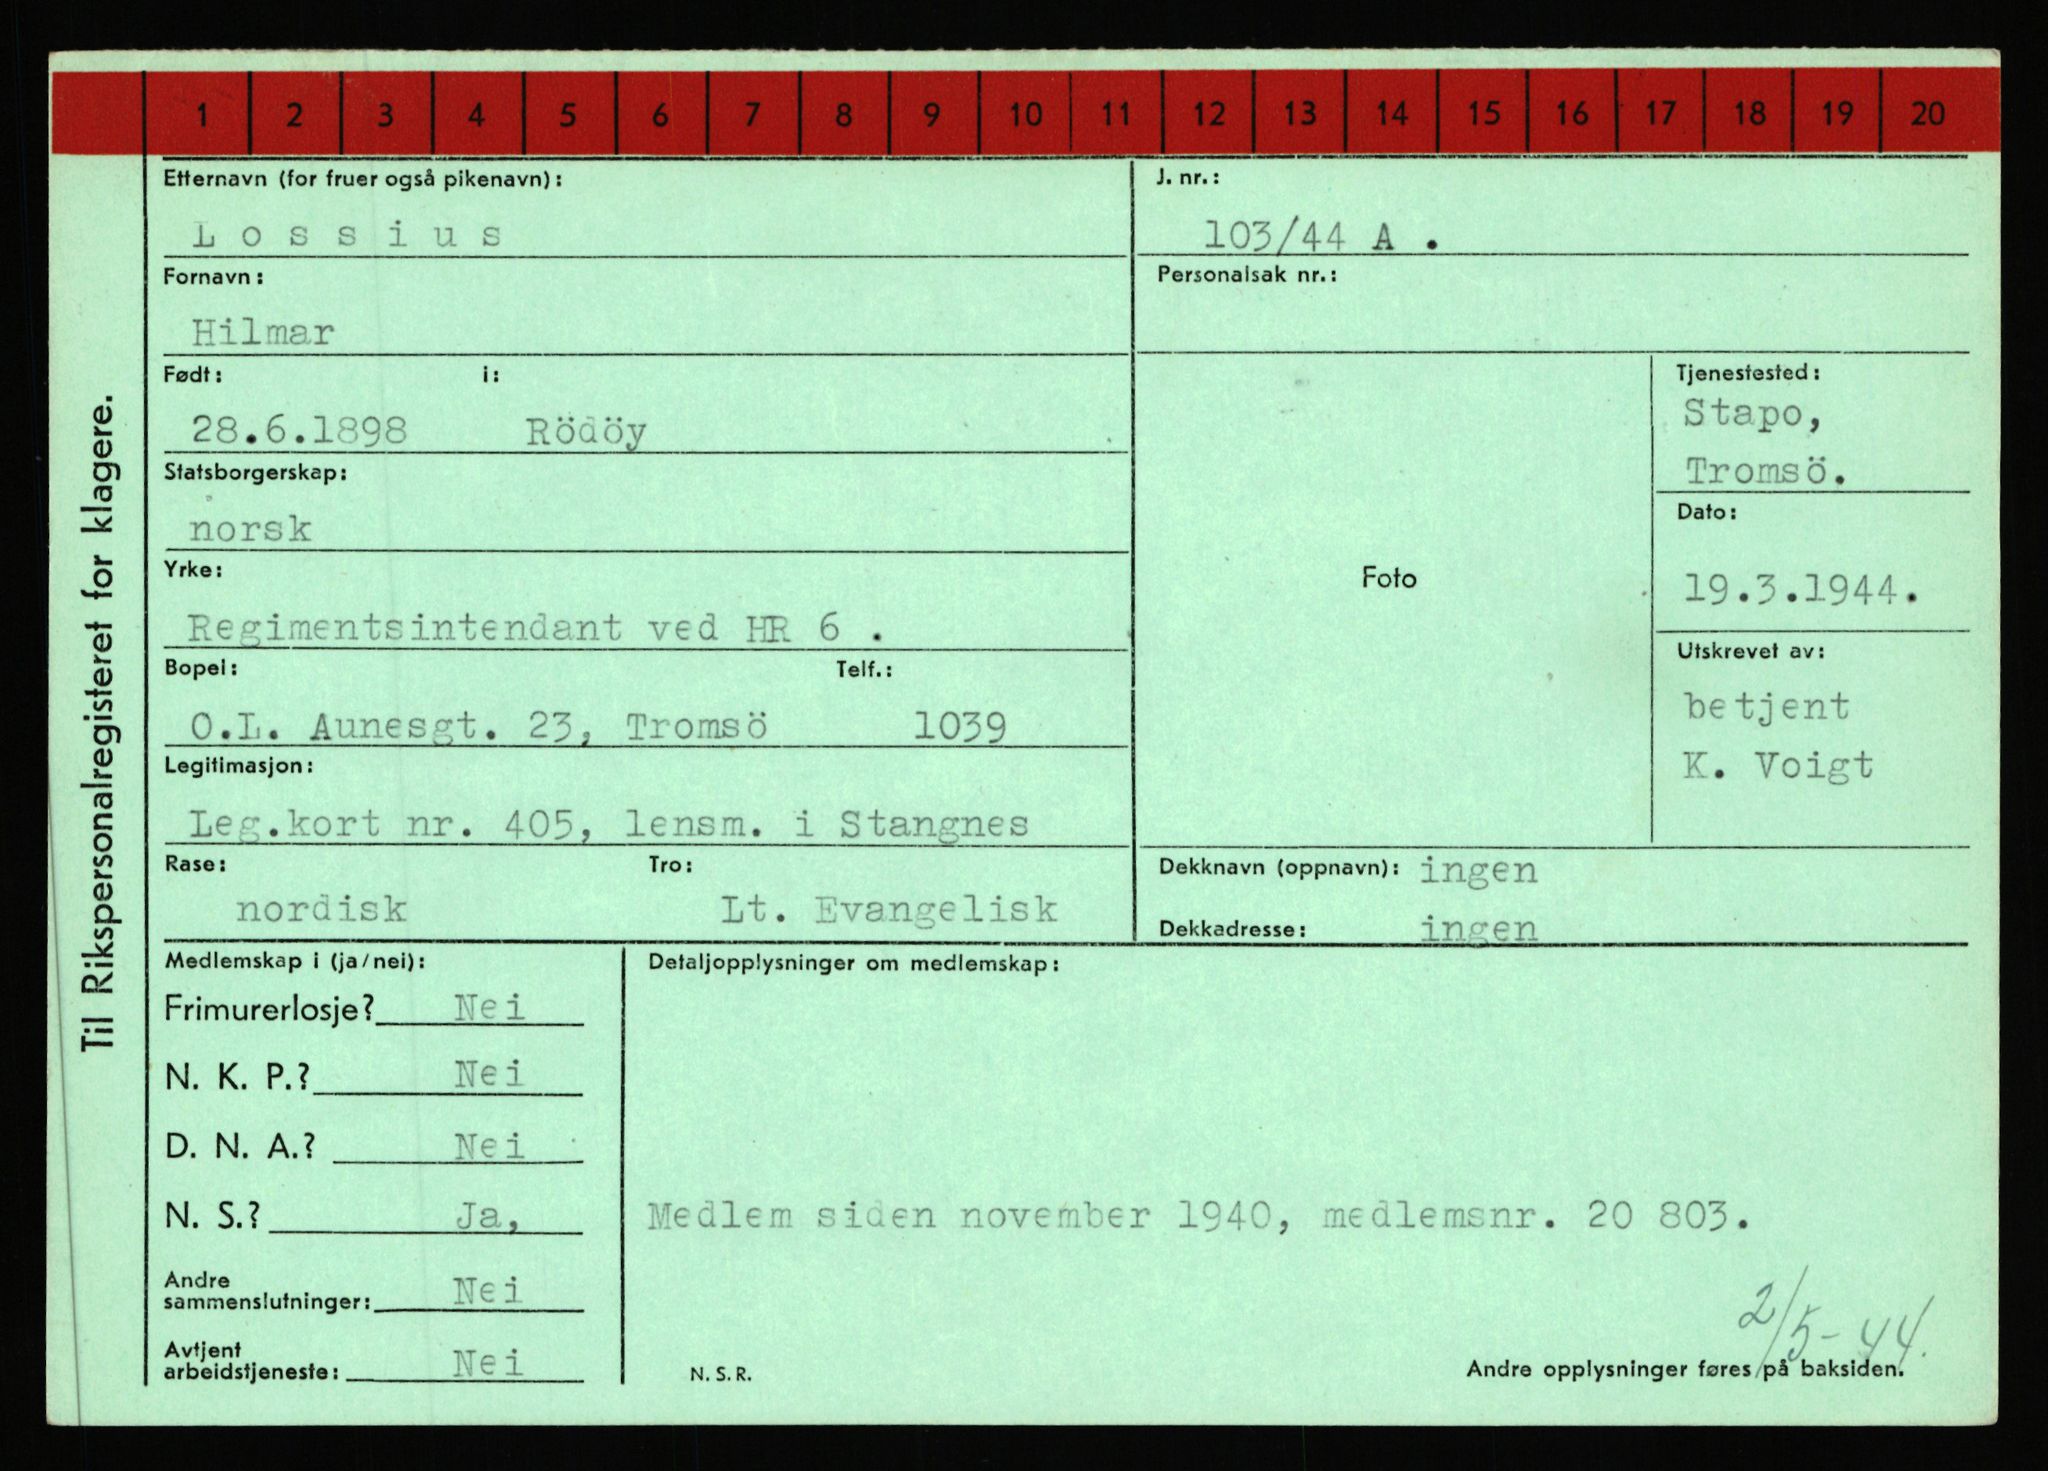 1 2 3 4 5 6 7 8 9 10 11 12 13 14 15 16 17 18 19 20
Til Rikspersonalregisteret for klagere.
Etternavn (for fruer også pikenavn):
Lossius
Fornavn:
Hilmar
Født: i:
28.6.1898 Rödöy
Statsborgerskap:
norsk
Yrke:
Regimentsintendant ved HR 6 .
Bopel: Telf.:
O.L. Aunesgt. 23, Tromsö 1039
Legitimasjon:
Leg.kort nr. 405, lensm. i Stangnes
Rase: Tro:
nordisk Lt. Evangelisk
J. nr.:
103/44 A .
Personalsak nr.:
Foto
Tjenestested:
Stapo,
Tromsö.
Dato:
19.3.1944.
Utskrevet av:
betjent
K. Voigt
Dekknavn (oppnavn): ingen
Dekkadresse: ingen
Medlemskap i (ja/nei):
Frimurerlosje? Nei
N. K. P.? Nei
D. N. A.? Nei
N. S.? Ja,
Andre
sammenslutninger: Nei
Avtjent
arbeidstjeneste: Nei
Detaljopplysninger om medlemskap:
Medlem siden november 1940, medlemsnr. 20 803.
2/5-44.
N. S. R.
Andre opplysninger føres på baksiden.